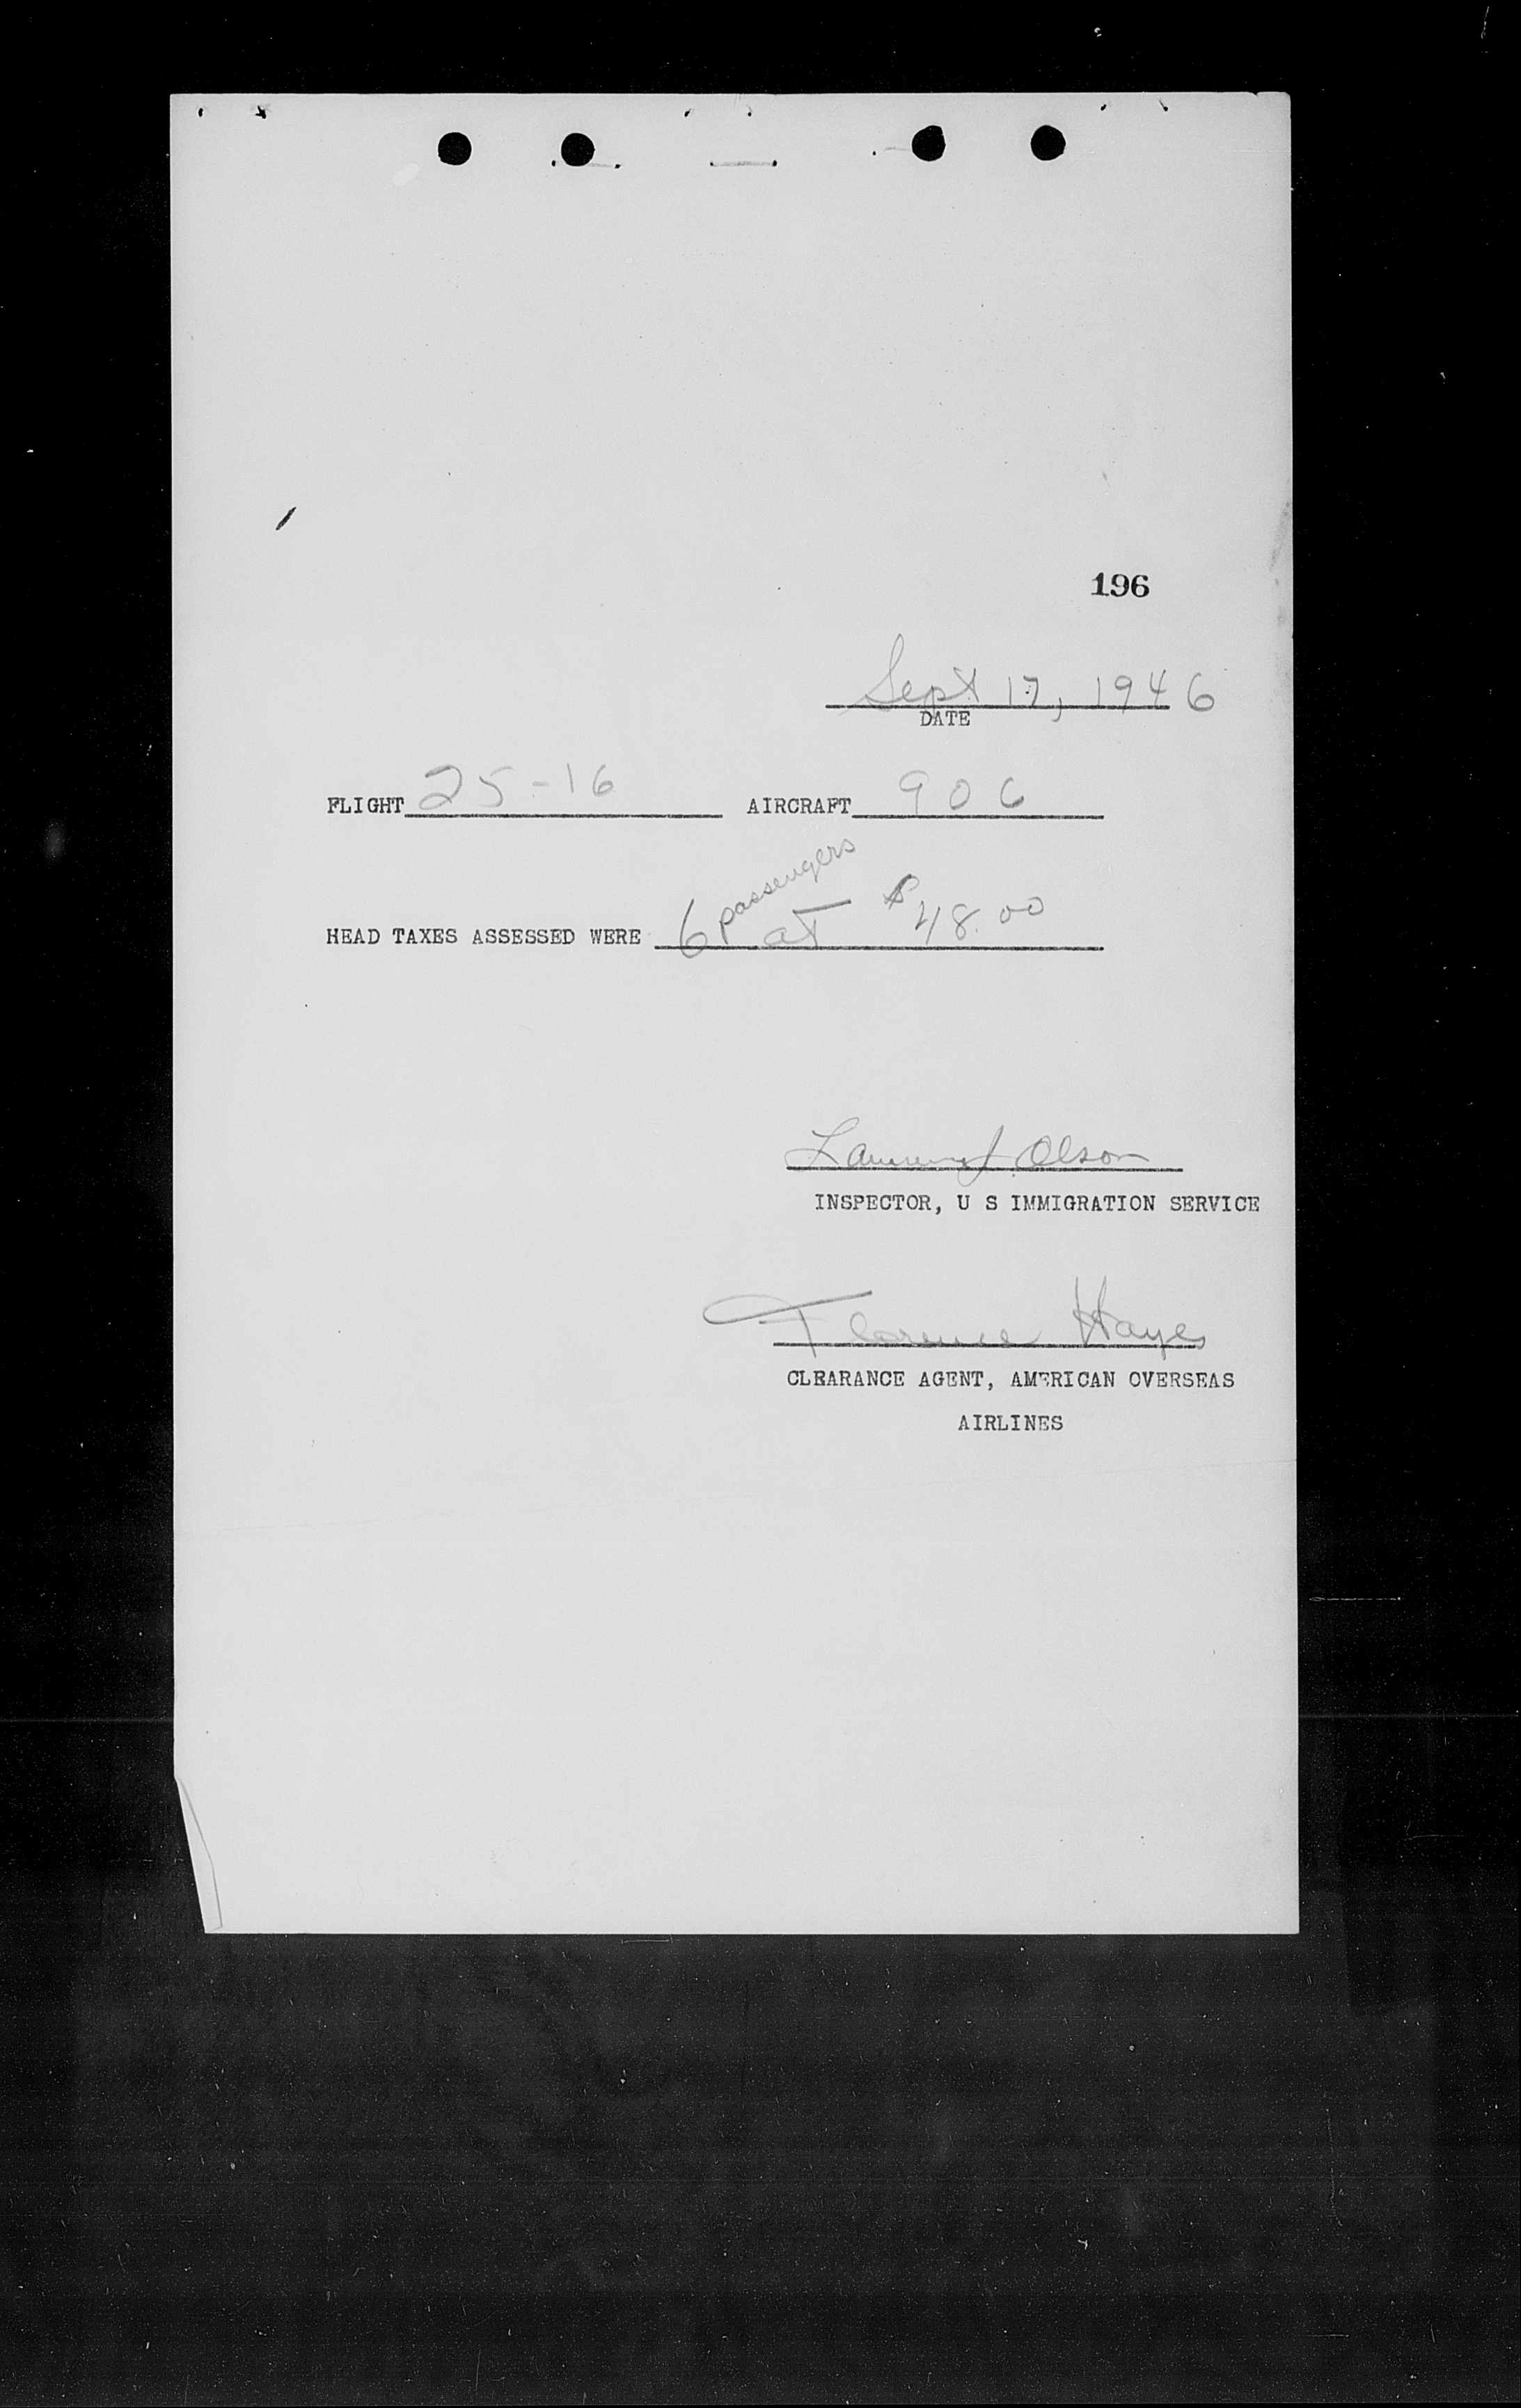 196
Sept 17, 1946
DATE
FLIGHT 25-16 AIRCRAFT 906
HEAD TAXES ASSESSED WERE 6 passengers at $48.00
J. Olson
INSPECTOR, U S IMMIGRATION SERVICE
Florence Hayes
CLEARANCE AGENT, AMERICAN OVERSEAS
AIRLINES